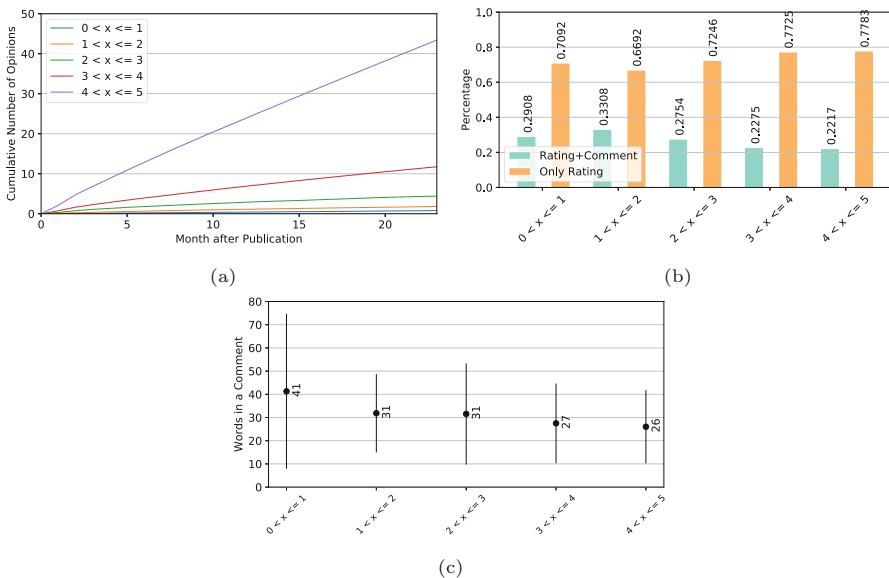 50
40
30
20
10
0
Cumulative Number of Opinions
0 < x <= 1
1 < x <= 2
2 < x <= 3
3 < x <= 4
4 < x <= 5
0 5 10 15 20
Month after Publication
(a)
1.0
0.8
0.6
0.4
0.2
0.0
Percentage
0.2908
0.7092
0.3308
0.6692
0.2754
0.7246
0.2275
0.7725
0.2217
0.7783
Rating+Comment
Only Rating
0 < x <= 1
1 < x <= 2
2 < x <= 3
3 < x <= 4
4 < x <= 5
(b)
80
70
60
50
40
30
20
10
0
Words in a Comment
41
31
31
27
26
0 < x <= 1
1 < x <= 2
2 < x <= 3
3 < x <= 4
4 < x <= 5
(c)